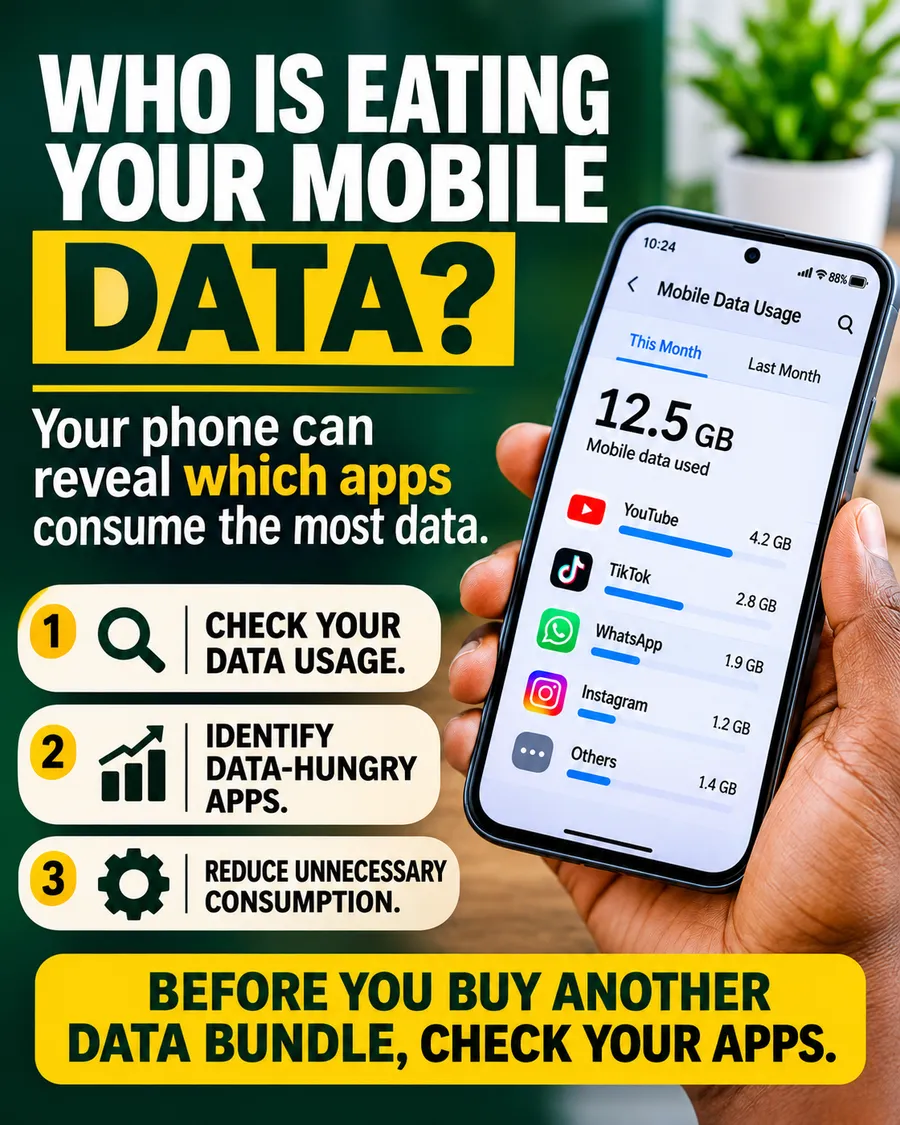 WHO IS EATING
YOUR MOBILE
DATA?
Your phone can
reveal which apps
consume the most data.
1
CHECK YOUR
DATA USAGE.
2
IDENTIFY
DATA-HUNGRY
APPS.
3
REDUCE UNNECESSARY
CONSUMPTION.
10:24
88%
Mobile Data Usage
This Month
Last Month
12.5 GB
Mobile data used
YouTube
4.2 GB
TikTok
2.8 GB
WhatsApp
1.9 GB
Instagram
1.2 GB
Others
1.4 GB
BEFORE YOU BUY ANOTHER
DATA BUNDLE, CHECK YOUR APPS.